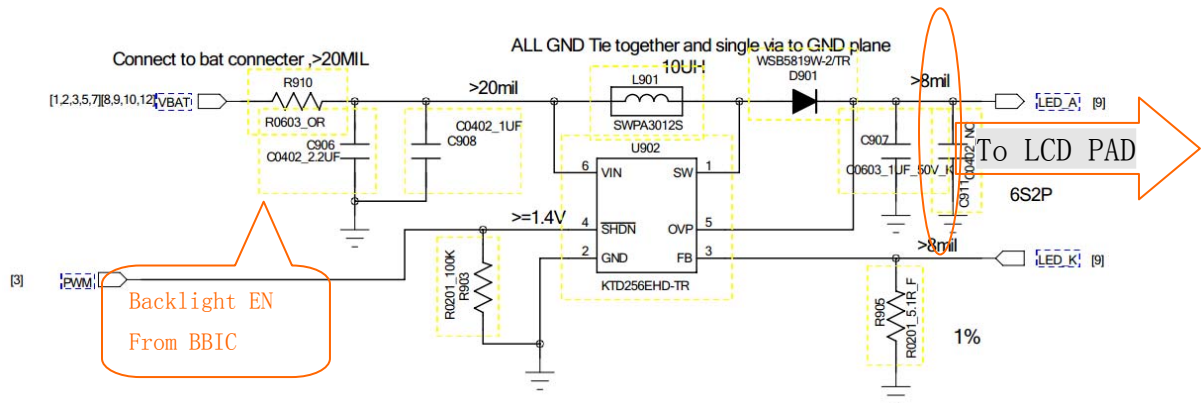 ALL GND Tie together and single via to GND plane
Connect to bat connecter ,>20MIL
10UH
WSB5819W-2/TR
D901
R910
L901
>20mil
>8mil
[1,2,3,5,7][8,9,10,12]
VBAT
LED_A
[9]
R0603_OR
SWPA3012S
C0402_1UF
C908
C906
C0402_2.2UF
U902
C907
C0603_1UF_50V_K
C0402_NC
C911
To LCD PAD
6S2P
6
VIN
SW
1
>=1.4V
4
SHDN
OVP
5
2
GND
FB
3
>8mil
LED_K
[9]
KTD256EHD-TR
[3]
PWM
R0201_100K
R903
Backlight EN
From BBIC
R905
R0201_5.1R_F
1%